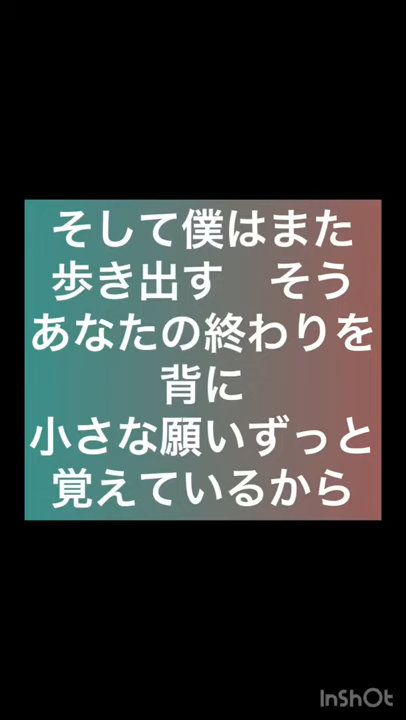 そして僕はまた
歩き出す　そう
あなたの終わりを
背に
小さな願いずっと
覚えているから
InShOt